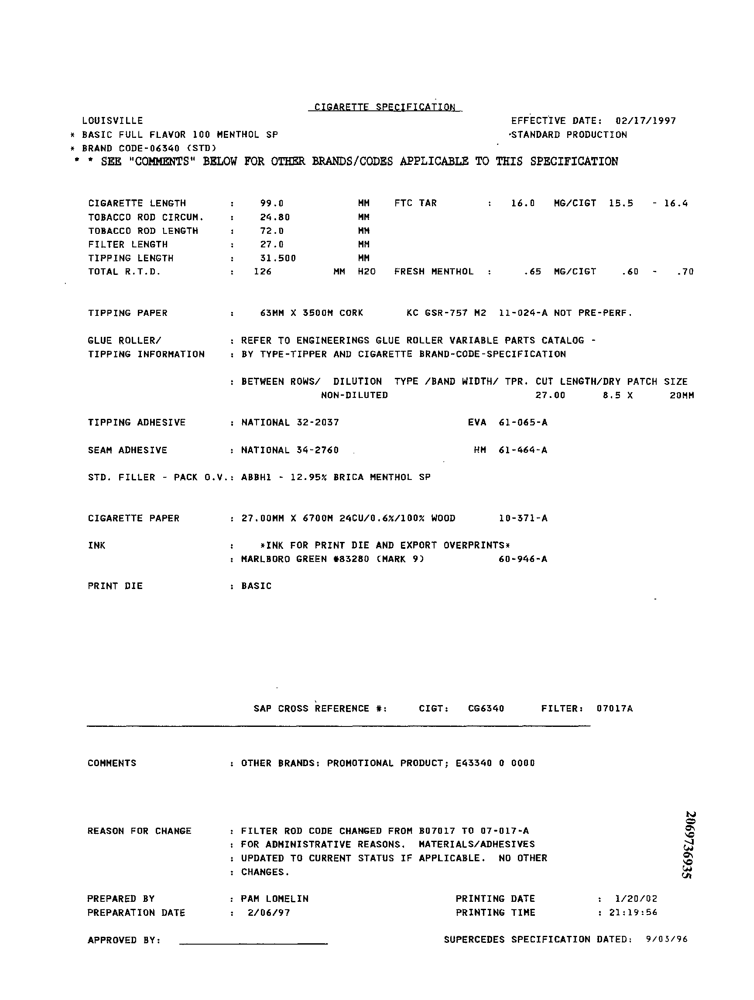 CIGARETTE SPECIFICATION
LOUISVILLE EFFECTIVE DATE: 02/17/1997
* BASIC FULL FLAVOR 100 MENTHOL SP STANDARD PRODUCTION
* BRAND CODE-06340 (STD)
* * SEE "COMMENTS" BELOW FOR OTHER BRANDS/CODES APPLICABLE TO THIS SPECIFICATION
CIGARETTE LENGTH : 99.0 MM FTC TAR : 16.0 MG/CIGT 15.5 - 16.4
TOBACCO ROD CIRCUM. : 24.80 MM
TOBACCO ROD LENGTH : 72.0 MM
FILTER LENGTH : 27.0 MM
TIPPING LENGTH : 31.500 MM
TOTAL R.T.D. : 126 MM H2O FRESH MENTHOL : .65 MG/CIGT .60 - .70
TIPPING PAPER : 63MM X 3500M CORK KC GSR-757 M2 11-024-A NOT PRE-PERF.
GLUE ROLLER/ : REFER TO ENGINEERINGS GLUE ROLLER VARIABLE PARTS CATALOG -
TIPPING INFORMATION : BY TYPE-TIPPER AND CIGARETTE BRAND-CODE-SPECIFICATION
: BETWEEN ROWS/ DILUTION TYPE /BAND WIDTH/ TPR. CUT LENGTH/DRY PATCH SIZE
NON-DILUTED 27.00 8.5 X 20MM
TIPPING ADHESIVE : NATIONAL 32-2037 EVA 61-065-A
SEAM ADHESIVE : NATIONAL 34-2760 HM 61-464-A
STD. FILLER - PACK O.V.: ABBH1 - 12.95% BRICA MENTHOL SP
CIGARETTE PAPER : 27.00MM X 6700M 24CU/0.6%/100% WOOD 10-371-A
INK : *INK FOR PRINT DIE AND EXPORT OVERPRINTS*
: MARLBORO GREEN #83280 (MARK 9) 60-946-A
PRINT DIE : BASIC
SAP CROSS REFERENCE #: CIGT: CG6340 FILTER: 07017A
COMMENTS : OTHER BRANDS: PROMOTIONAL PRODUCT; E43340 0 0000
REASON FOR CHANGE : FILTER ROD CODE CHANGED FROM B07017 TO 07-017-A
: FOR ADMINISTRATIVE REASONS. MATERIALS/ADHESIVES
: UPDATED TO CURRENT STATUS IF APPLICABLE. NO OTHER
: CHANGES.
2069736935
PREPARED BY : PAM LOMELIN PRINTING DATE : 1/20/02
PREPARATION DATE : 2/06/97 PRINTING TIME : 21:19:56
APPROVED BY: SUPERCEDES SPECIFICATION DATED: 9/03/96